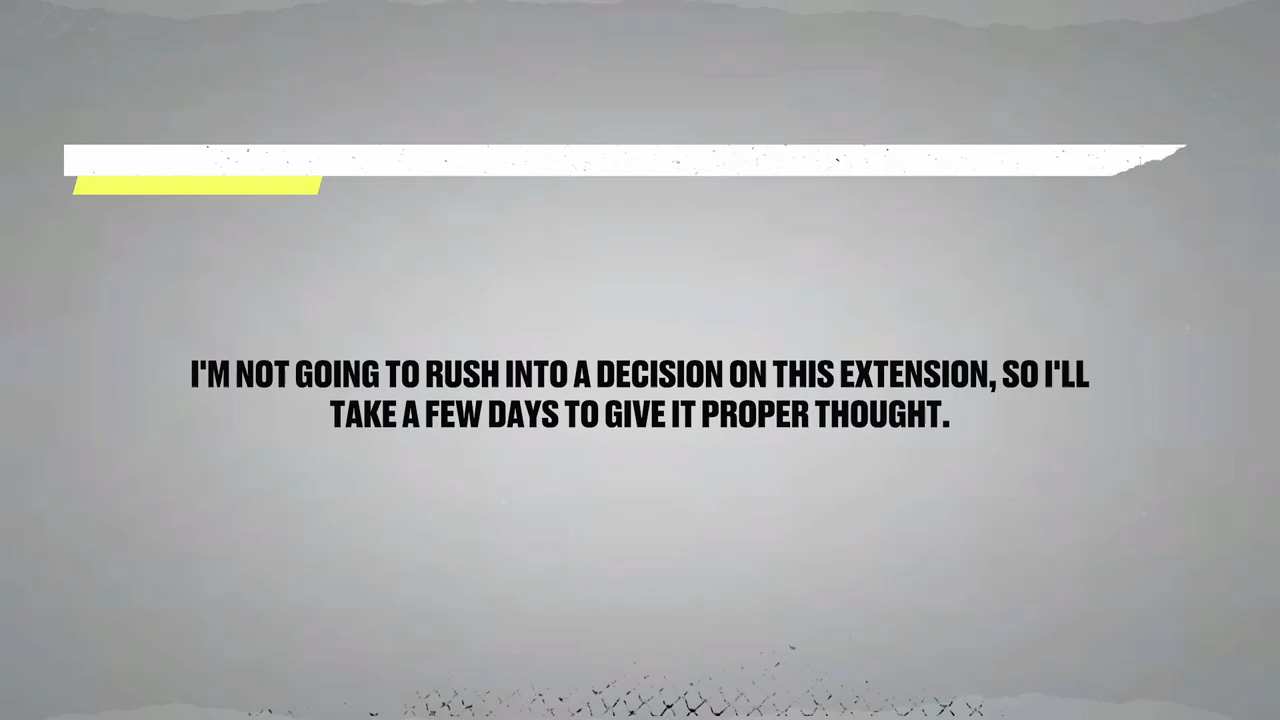 I'M NOT GOING TO RUSH INTO A DECISION ON THIS EXTENSION, SO I'LL
TAKE A FEW DAYS TO GIVE IT PROPER THOUGHT.